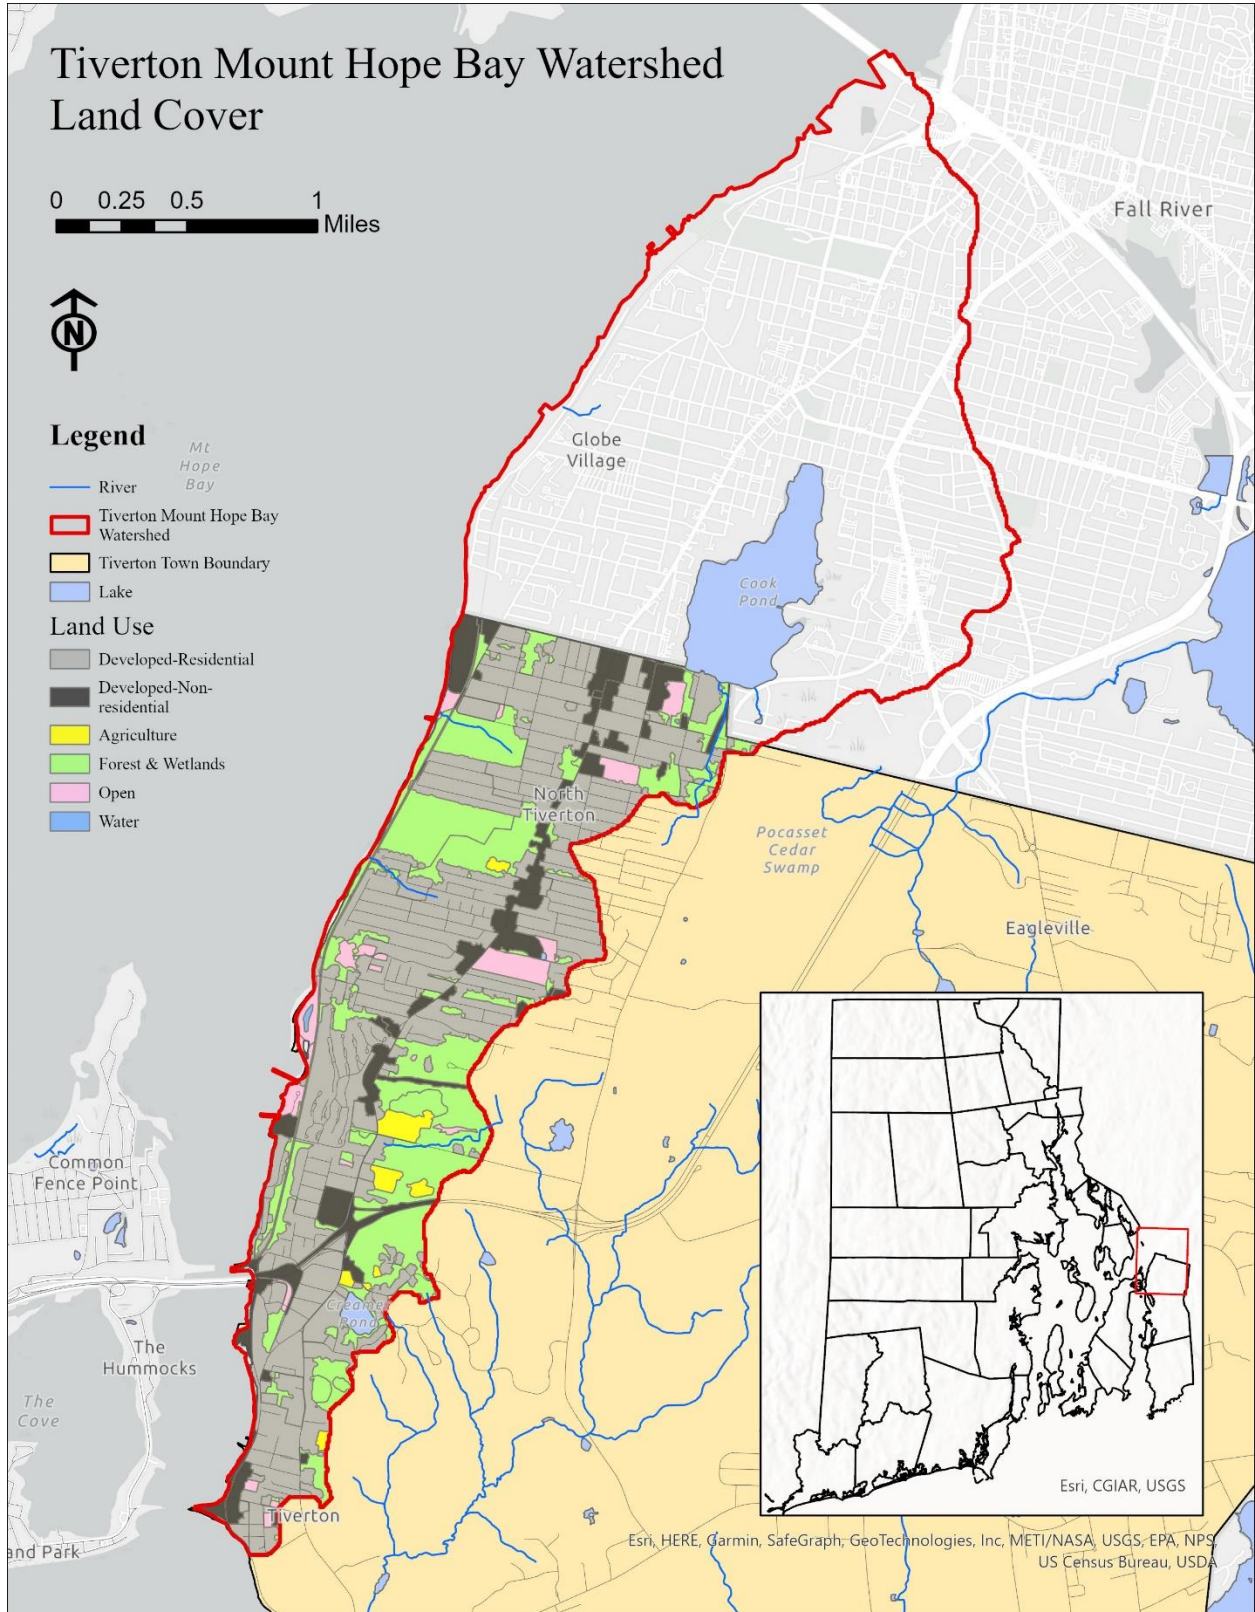 Tiverton Mount Hope Bay Watershed
Land Cover
0 0.25 0.5 1
Miles
N
Fall River
Legend
Mt
Hope
Bay
River
Tiverton Mount Hope Bay
Watershed
Tiverton Town Boundary
Lake
Land Use
Developed-Residential
Developed-Non-
residential
Agriculture
Forest & Wetlands
Open
Water
Globe
Village
Cook
Pond
North
Tiverton
Pocasset
Cedar
Swamp
Eagleville
Common
Fence Point
Creamer
Pond
The
Hummocks
The
Cove
Tiverton
and Park
Esri, CGIAR, USGS
Esri, HERE, Garmin, SafeGraph, GeoTechnologies, Inc, METI/NASA, USGS, EPA, NPS,
US Census Bureau, USDA